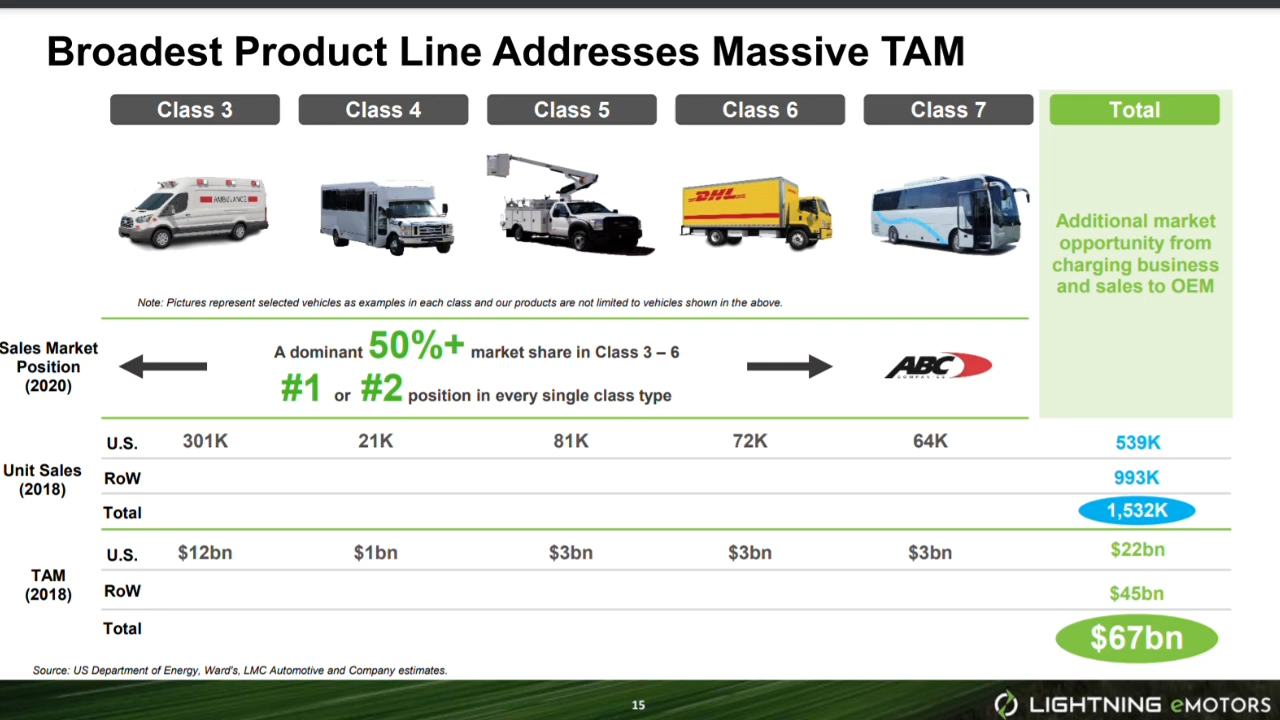 Broadest Product Line Addresses Massive TAM
Class 3
Class 4
Class 5
Class 6
Class 7
Total
AMBULANCE
DHL
Additional market
opportunity from
charging business
and sales to OEM
Note: Pictures represent selected vehicles as examples in each class and our products are not limited to vehicles shown in the above.
Sales Market
Position
(2020)
A dominant 50%+ market share in Class 3 – 6
#1 or #2 position in every single class type
ABC
COMPANIES
Unit Sales
(2018)
U.S. 301K 21K 81K 72K 64K 539K
RoW 993K
Total 1,532K
TAM
(2018)
U.S. $12bn $1bn $3bn $3bn $3bn $22bn
RoW $45bn
Total $67bn
Source: US Department of Energy, Ward's, LMC Automotive and Company estimates.
15
LIGHTNING eMOTORS